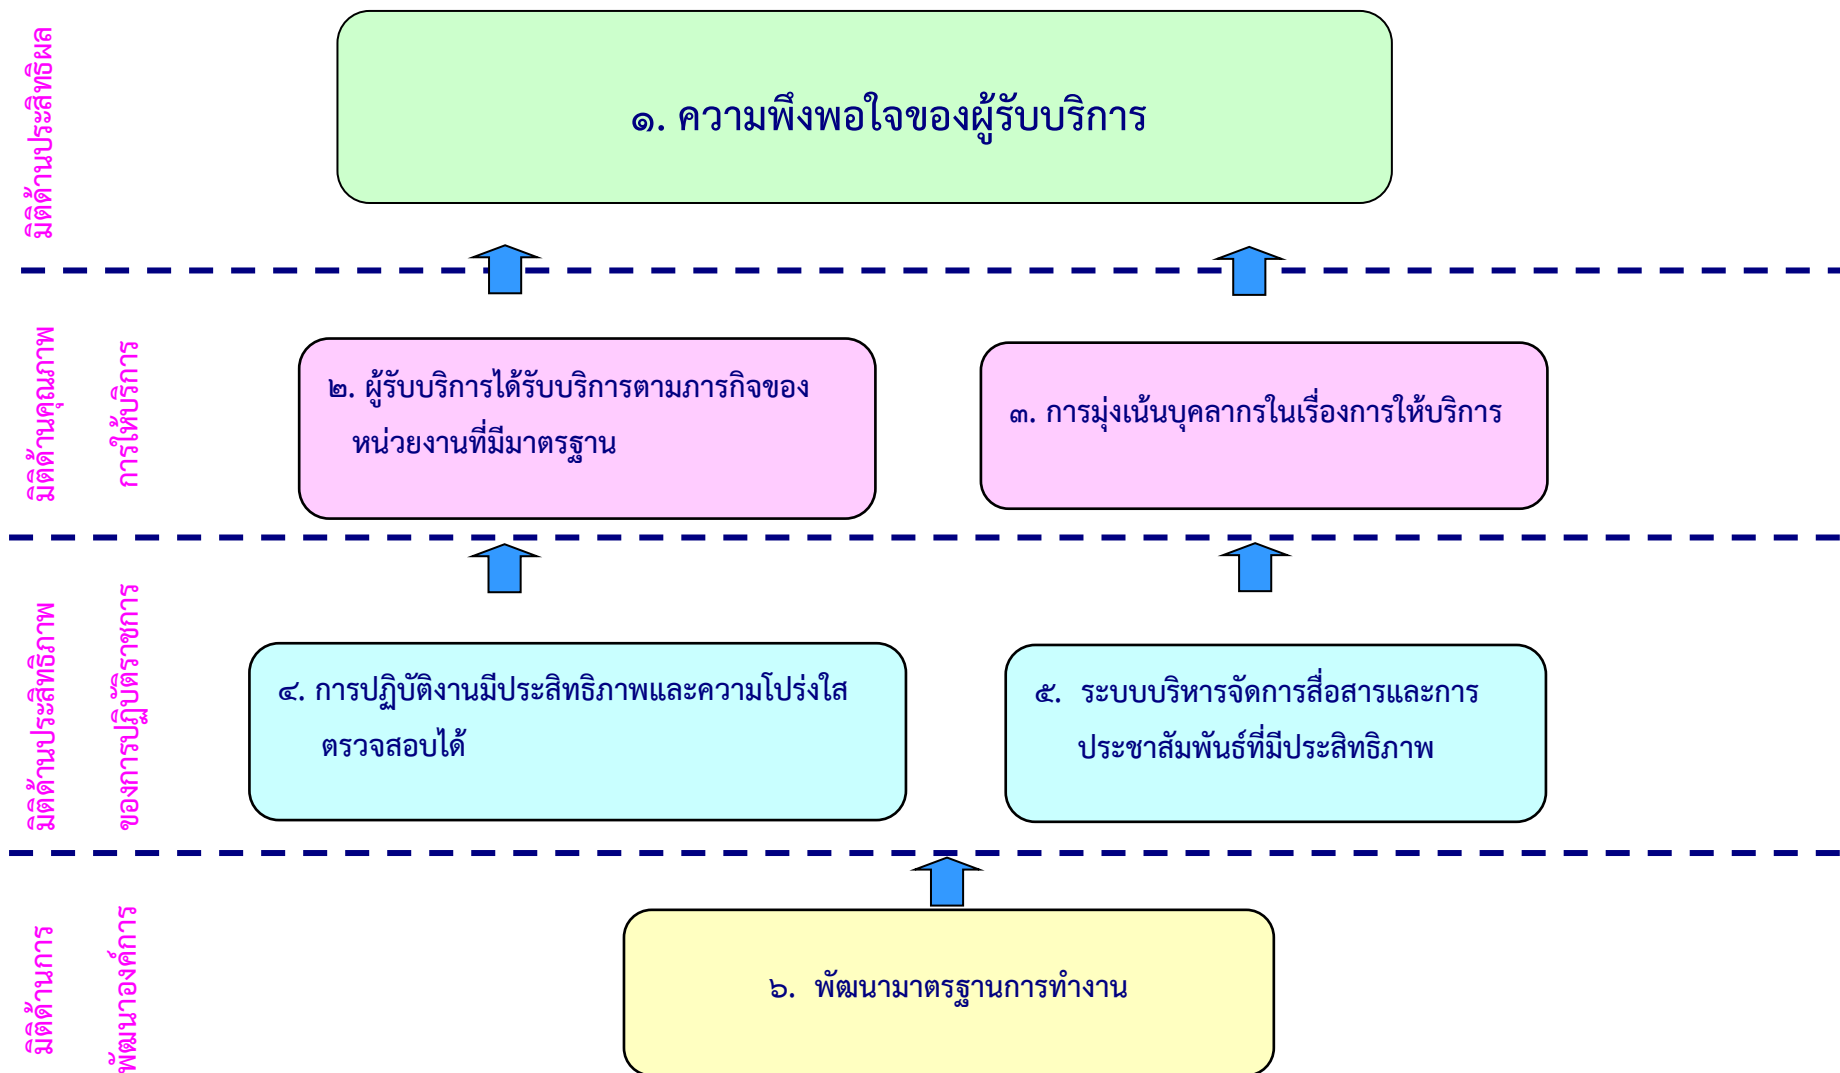 มิติด้านประสิทธิผล
๑. ความพึงพอใจของผู้รับบริการ
มิติด้านคุณภาพ
การให้บริการ
๒. ผู้รับบริการได้รับบริการตามภารกิจของ
หน่วยงานที่มีมาตรฐาน
๓. การมุ่งเน้นบุคลากรในเรื่องการให้บริการ
มิติด้านประสิทธิภาพ
ของการปฏิบัติราชการ
๔. การปฏิบัติงานมีประสิทธิภาพและความโปร่งใส
ตรวจสอบได้
๕. ระบบบริหารจัดการสื่อสารและการ
ประชาสัมพันธ์ที่มีประสิทธิภาพ
มิติด้านการ
พัฒนาองค์การ
๖. พัฒนามาตรฐานการทำงาน